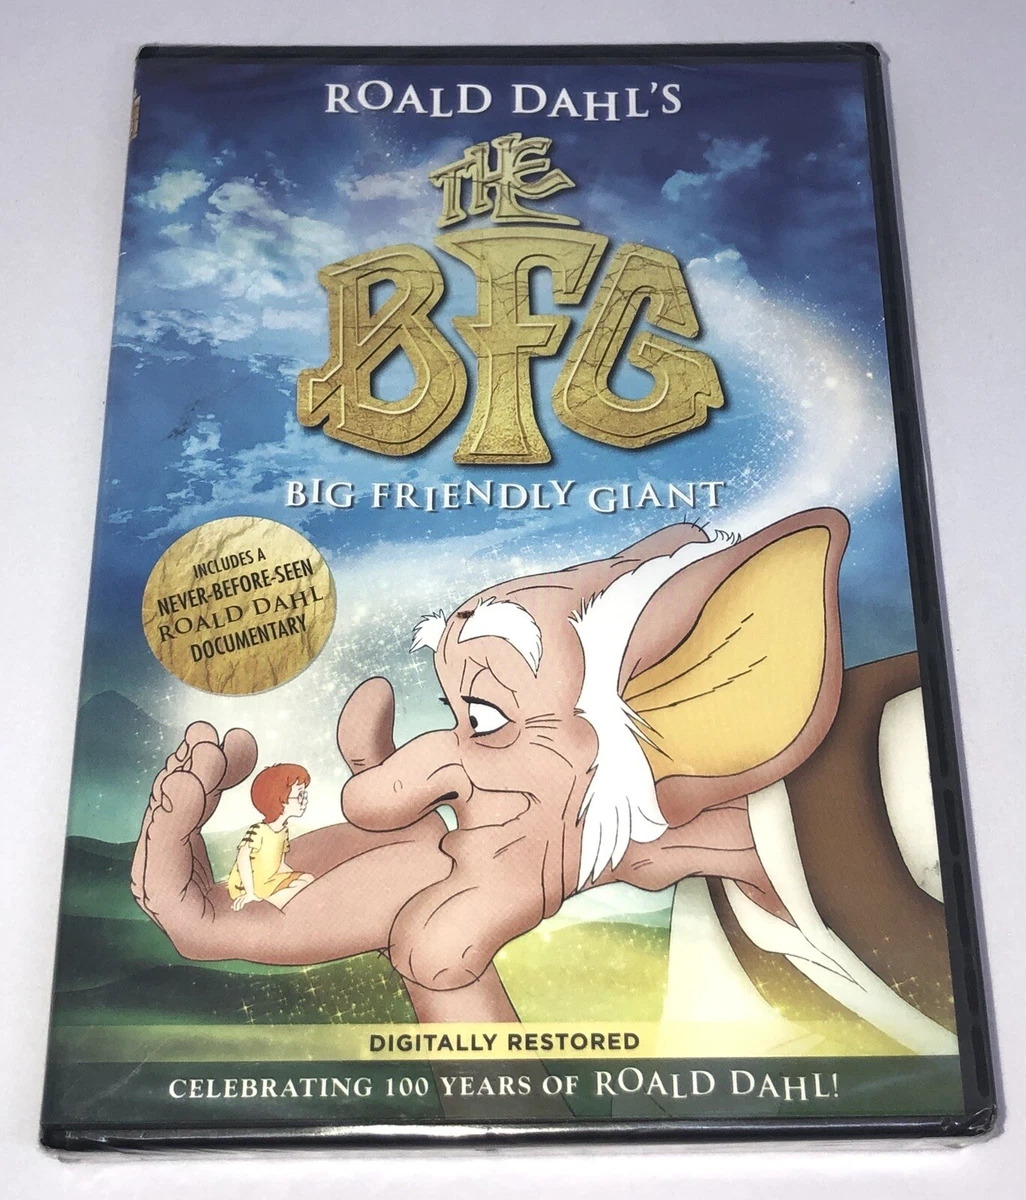 ROALD DAHL'S
THE
BFG
BIG FRIENDLY GIANT
INCLUDES A
NEVER-BEFORE-SEEN
ROALD DAHL
DOCUMENTARY
DIGITALLY RESTORED
CELEBRATING 100 YEARS OF ROALD DAHL!